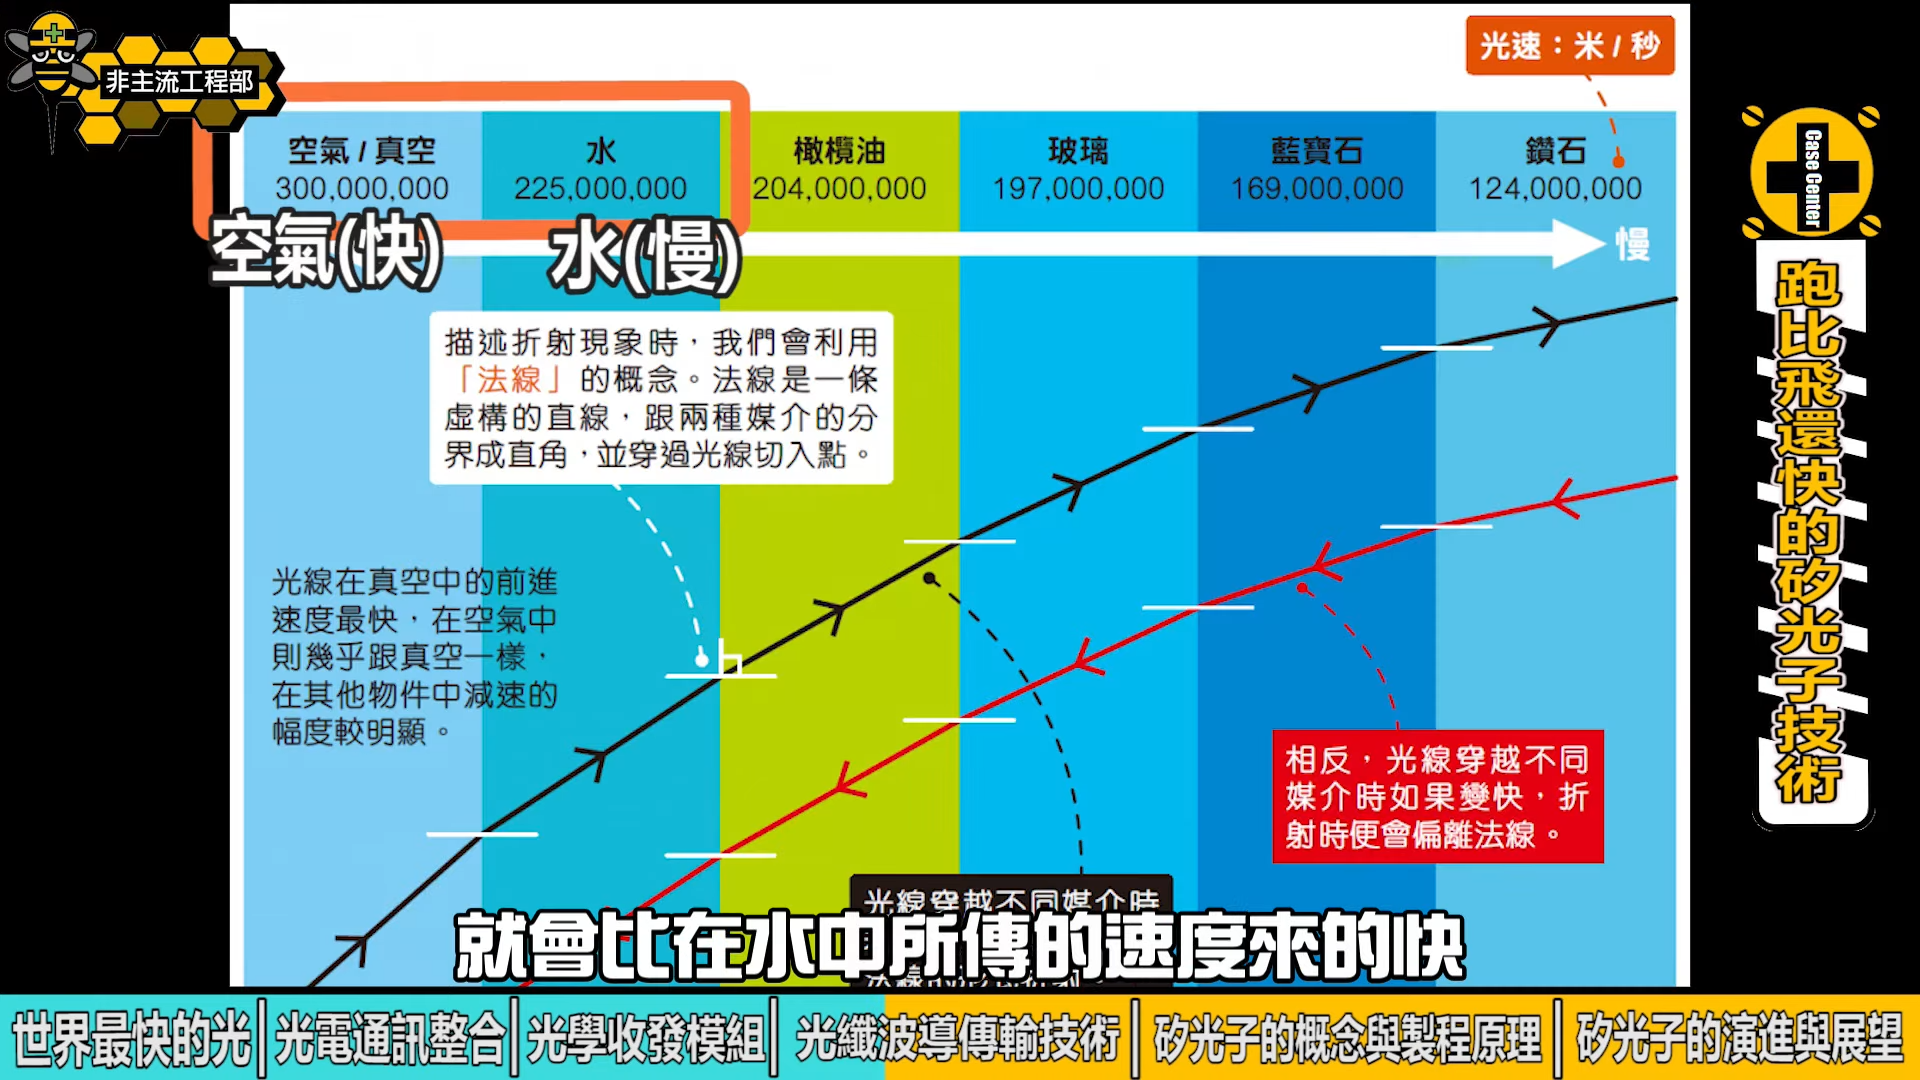 非主流工程部
光速：米 / 秒
空氣 / 真空
300,000,000
水
225,000,000
橄欖油
204,000,000
玻璃
197,000,000
藍寶石
169,000,000
鑽石
124,000,000
空氣(快)
水(慢)
慢
描述折射現象時，我們會利用
「法線」的概念。法線是一條
虛構的直線，跟兩種媒介的分
界成直角，並穿過光線切入點。
光線在真空中的前進
速度最快，在空氣中
則幾乎跟真空一樣，
在其他物件中減速的
幅度較明顯。
相反，光線穿越不同
媒介時如果變快，折
射時便會偏離法線。
光線穿越不同媒介時
就會比在水中所傳的速度來的快
Case Center
跑比飛還快的矽光子技術
世界最快的光
光電通訊整合
光學收發模組
光纖波導傳輸技術
矽光子的概念與製程原理
矽光子的演進與展望